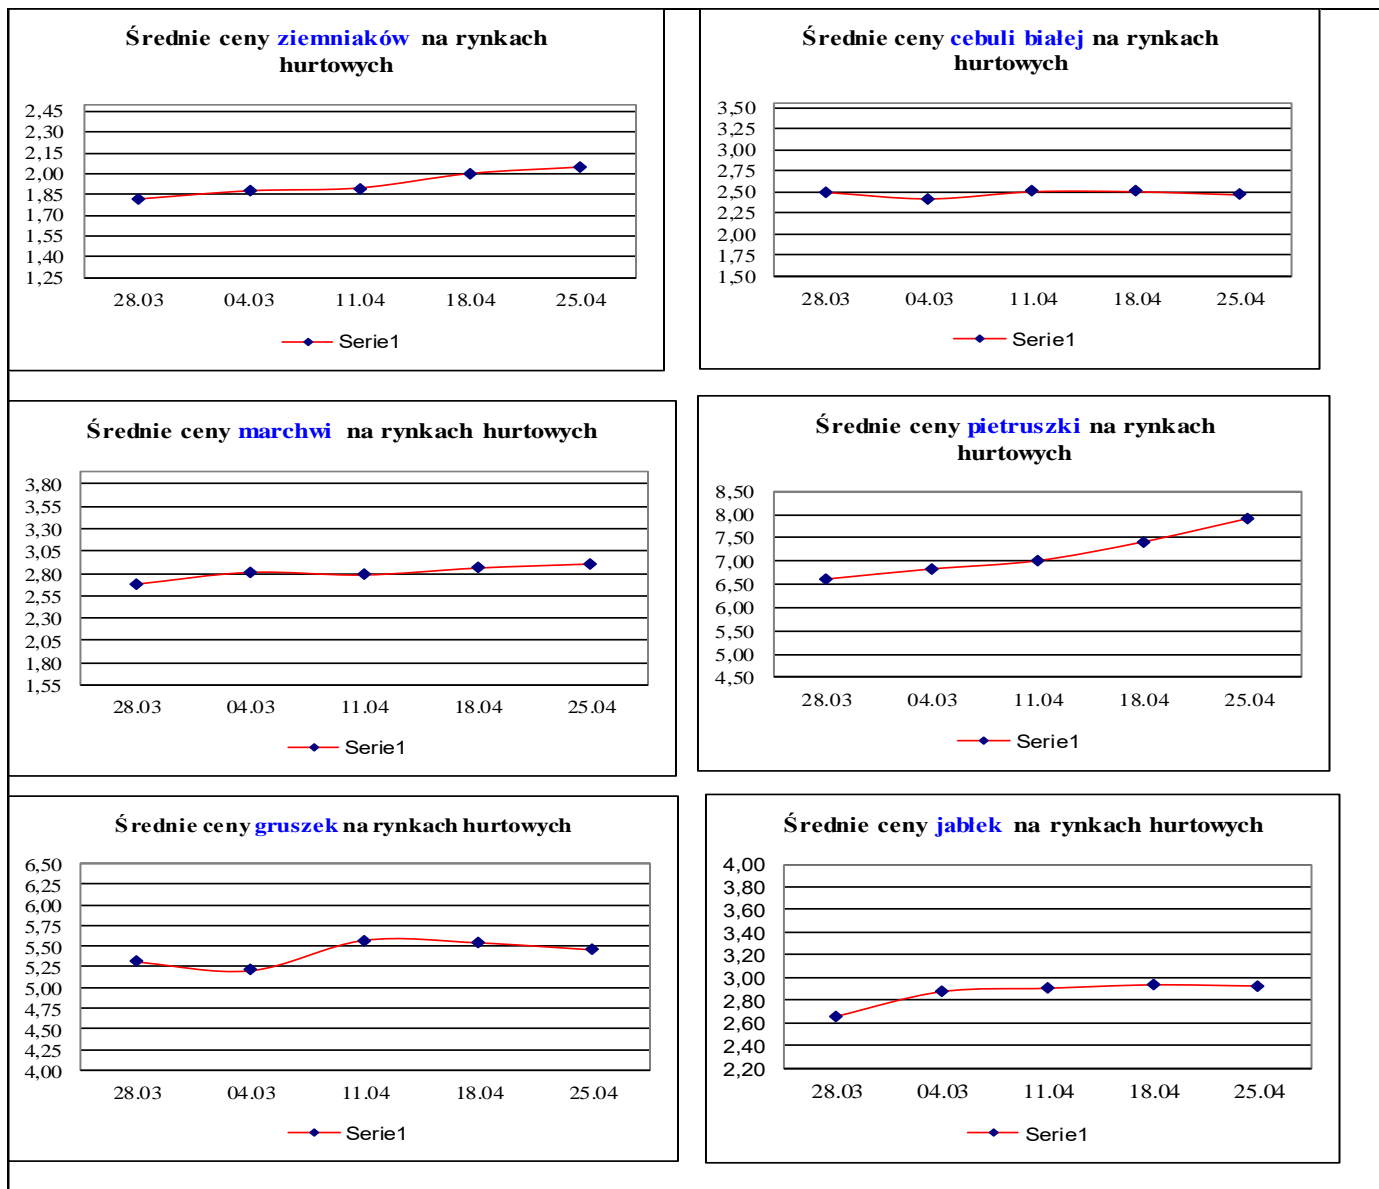 Średnie ceny ziemniaków na rynkach
hurtowych
2,45
2,30
2,15
2,00
1,85
1,70
1,55
1,40
1,25
28.03 04.03 11.04 18.04 25.04
Serie1
Średnie ceny cebuli białej na rynkach
hurtowych
3,50
3,25
3,00
2,75
2,50
2,25
2,00
1,75
1,50
28.03 04.03 11.04 18.04 25.04
Serie1
Średnie ceny marchwi na rynkach hurtowych
3,80
3,55
3,30
3,05
2,80
2,55
2,30
2,05
1,80
1,55
28.03 04.03 11.04 18.04 25.04
Serie1
Średnie ceny pietruszki na rynkach
hurtowych
8,50
8,00
7,50
7,00
6,50
6,00
5,50
5,00
4,50
28.03 04.03 11.04 18.04 25.04
Serie1
Średnie ceny gruszek na rynkach hurtowych
6,50
6,25
6,00
5,75
5,50
5,25
5,00
4,75
4,50
4,25
4,00
28.03 04.03 11.04 18.04 25.04
Serie1
Średnie ceny jabłek na rynkach hurtowych
4,00
3,80
3,60
3,40
3,20
3,00
2,80
2,60
2,40
2,20
28.03 04.03 11.04 18.04 25.04
Serie1